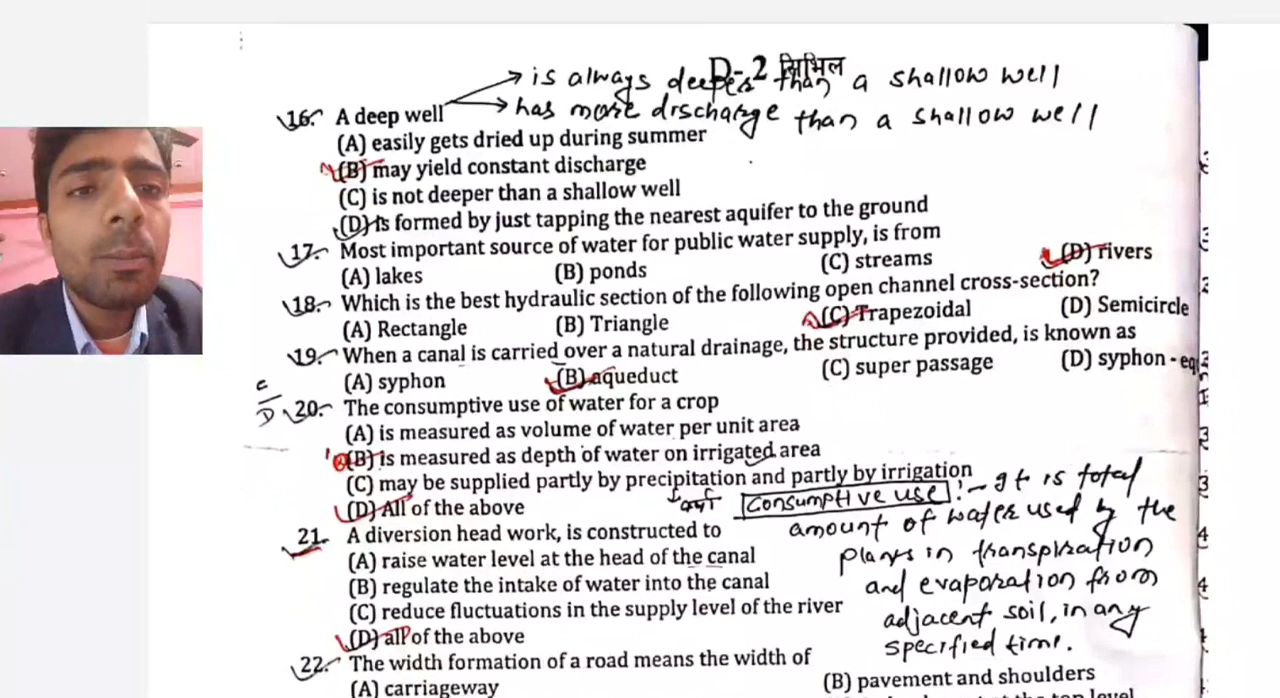 D-2 सिभिल
is always deeper than a shallow well
16. A deep well
has more discharge than a shallow well
(A) easily gets dried up during summer
(B) may yield constant discharge
(C) is not deeper than a shallow well
(D) is formed by just tapping the nearest aquifer to the ground
17. Most important source of water for public water supply, is from
(A) lakes (B) ponds (C) streams (D) rivers
18. Which is the best hydraulic section of the following open channel cross-section?
(A) Rectangle (B) Triangle (C) Trapezoidal (D) Semicircle
19. When a canal is carried over a natural drainage, the structure provided, is known as
(A) syphon (B) aqueduct (C) super passage (D) syphon - eq
C/D 20. The consumptive use of water for a crop
(A) is measured as volume of water per unit area
(B) is measured as depth of water on irrigated area
(C) may be supplied partly by precipitation and partly by irrigation
(D) All of the above
Consumptive use :- It is total
amount of water used by the
plants in transpiration
and evaporation from
adjacent soil, in any
specified time.
21. A diversion head work, is constructed to
(A) raise water level at the head of the canal
(B) regulate the intake of water into the canal
(C) reduce fluctuations in the supply level of the river
(D) all of the above
22. The width formation of a road means the width of
(A) carriageway (B) pavement and shoulders